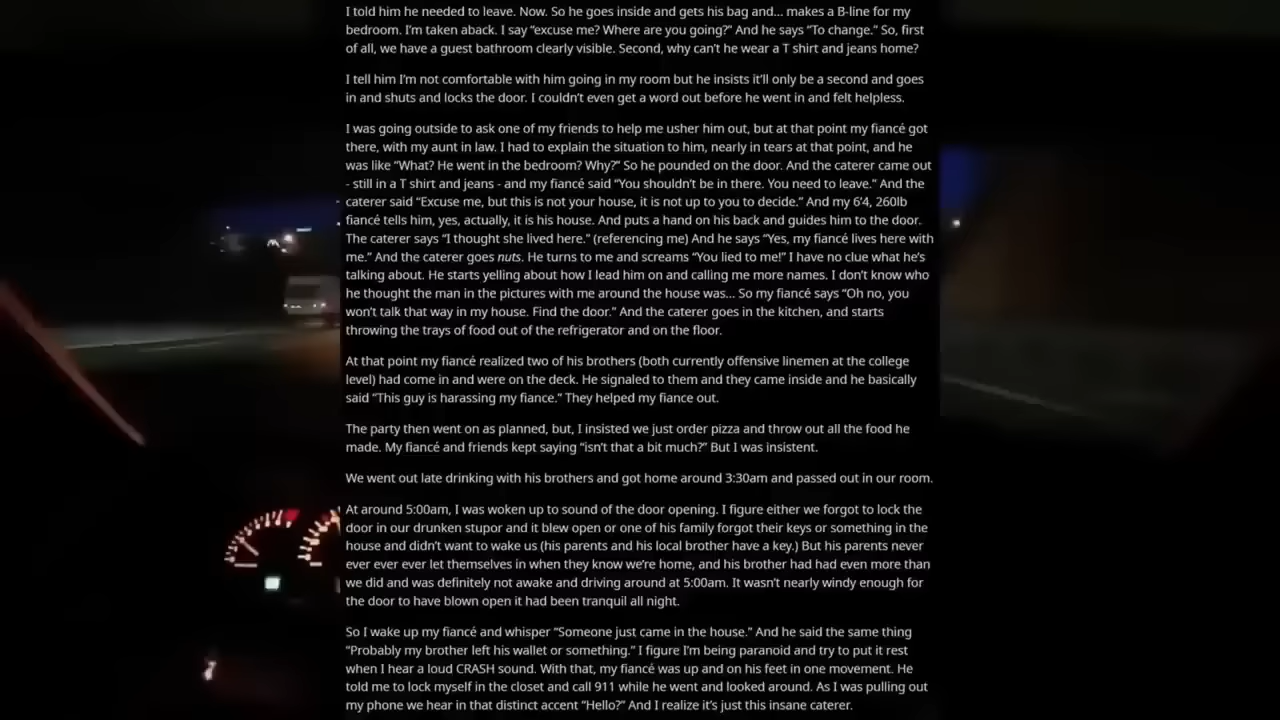 I told him he needed to leave. Now. So he goes inside and gets his bag and... makes a B-line for my
bedroom. I'm taken aback. I say “excuse me? Where are you going?” And he says “To change.” So, first
of all, we have a guest bathroom clearly visible. Second, why can't he wear a T shirt and jeans home?
I tell him I'm not comfortable with him going in my room but he insists it'll only be a second and goes
in and shuts and locks the door. I couldn't even get a word out before he went in and felt helpless.
I was going outside to ask one of my friends to help me usher him out, but at that point my fiancé got
there, with my aunt in law. I had to explain the situation to him, nearly in tears at that point, and he
was like “What? He went in the bedroom? Why?” So he pounded on the door. And the caterer came out
- still in a T shirt and jeans - and my fiancé said “You shouldn't be in there. You need to leave.” And the
caterer said “Excuse me, but this is not your house, it is not up to you to decide.” And my 6'4, 260lb
fiancé tells him, yes, actually, it is his house. And puts a hand on his back and guides him to the door.
The caterer says “I thought she lived here.” (referencing me) And he says “Yes, my fiancé lives here with
me.” And the caterer goes nuts. He turns to me and screams “You lied to me!” I have no clue what he's
talking about. He starts yelling about how I lead him on and calling me more names. I don't know who
he thought the man in the pictures with me around the house was... So my fiancé says “Oh no, you
won't talk that way in my house. Find the door.” And the caterer goes in the kitchen, and starts
throwing the trays of food out of the refrigerator and on the floor.
At that point my fiancé realized two of his brothers (both currently offensive linemen at the college
level) had come in and were on the deck. He signaled to them and they came inside and he basically
said “This guy is harassing my fiance.” They helped my fiance out.
The party then went on as planned, but, I insisted we just order pizza and throw out all the food he
made. My fiancé and friends kept saying “isn't that a bit much?” But I was insistent.
We went out late drinking with his brothers and got home around 3:30am and passed out in our room.
At around 5:00am, I was woken up to sound of the door opening. I figure either we forgot to lock the
door in our drunken stupor and it blew open or one of his family forgot their keys or something in the
house and didn't want to wake us (his parents and his local brother have a key.) But his parents never
ever ever ever let themselves in when they know we're home, and his brother had had even more than
we did and was definitely not awake and driving around at 5:00am. It wasn't nearly windy enough for
the door to have blown open it had been tranquil all night.
So I wake up my fiancé and whisper “Someone just came in the house.” And he said the same thing
“Probably my brother left his wallet or something.” I figure I'm being paranoid and try to put it rest
when I hear a loud CRASH sound. With that, my fiancé was up and on his feet in one movement. He
told me to lock myself in the closet and call 911 while he went and looked around. As I was pulling out
my phone we hear in that distinct accent “Hello?” And I realize it's just this insane caterer.